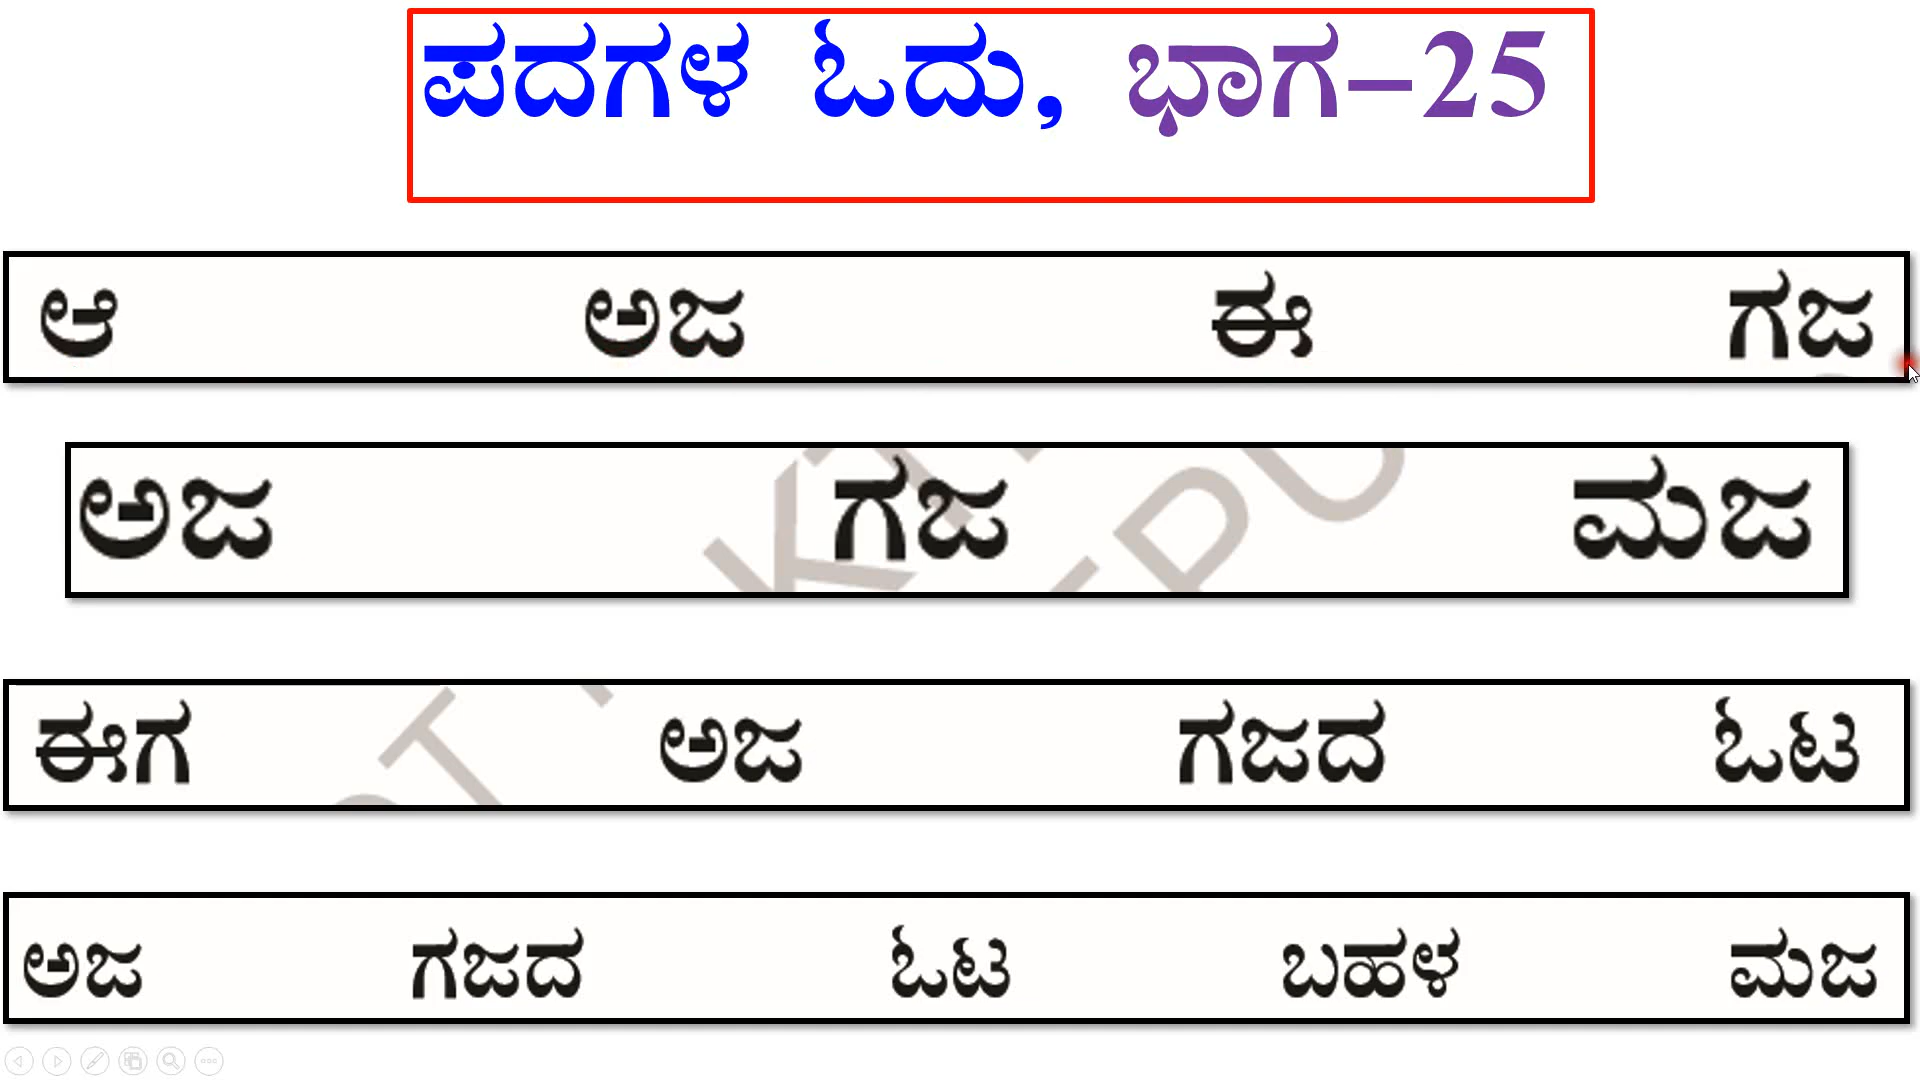 ಪದಗಳ ಓದು, ಭಾಗ–25
ಆ ಅಜ ಈ ಗಜ
ಅಜ ಗಜ ಮಜ
ಈಗ ಅಜ ಗಜದ ಓಟ
ಅಜ ಗಜದ ಓಟ ಬಹಳ ಮಜ